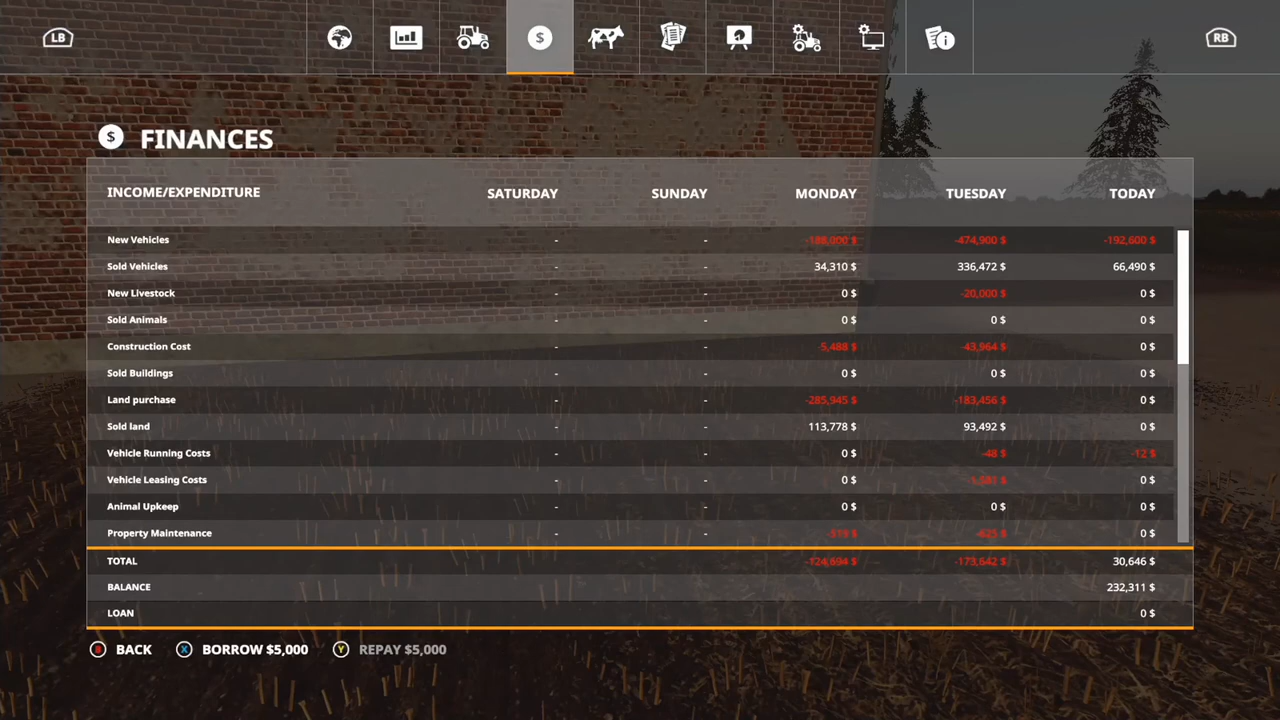 LB
$
RB
$ FINANCES
INCOME/EXPENDITURE SATURDAY SUNDAY MONDAY TUESDAY TODAY
New Vehicles - - -188,000 $ -474,900 $ -192,600 $
Sold Vehicles - - 34,310 $ 336,472 $ 66,490 $
New Livestock - - 0 $ -20,000 $ 0 $
Sold Animals - - 0 $ 0 $ 0 $
Construction Cost - - -5,488 $ -43,964 $ 0 $
Sold Buildings - - 0 $ 0 $ 0 $
Land purchase - - -285,945 $ -183,456 $ 0 $
Sold land - - 113,778 $ 93,492 $ 0 $
Vehicle Running Costs - - 0 $ -48 $ -12 $
Vehicle Leasing Costs - - 0 $ 0 $
Animal Upkeep - - 0 $ 0 $ 0 $
Property Maintenance - - -319 $ -625 $ 0 $
TOTAL -124,694 $ -173,642 $ 30,646 $
BALANCE 232,311 $
LOAN 0 $
BACK X BORROW $5,000 Y REPAY $5,000